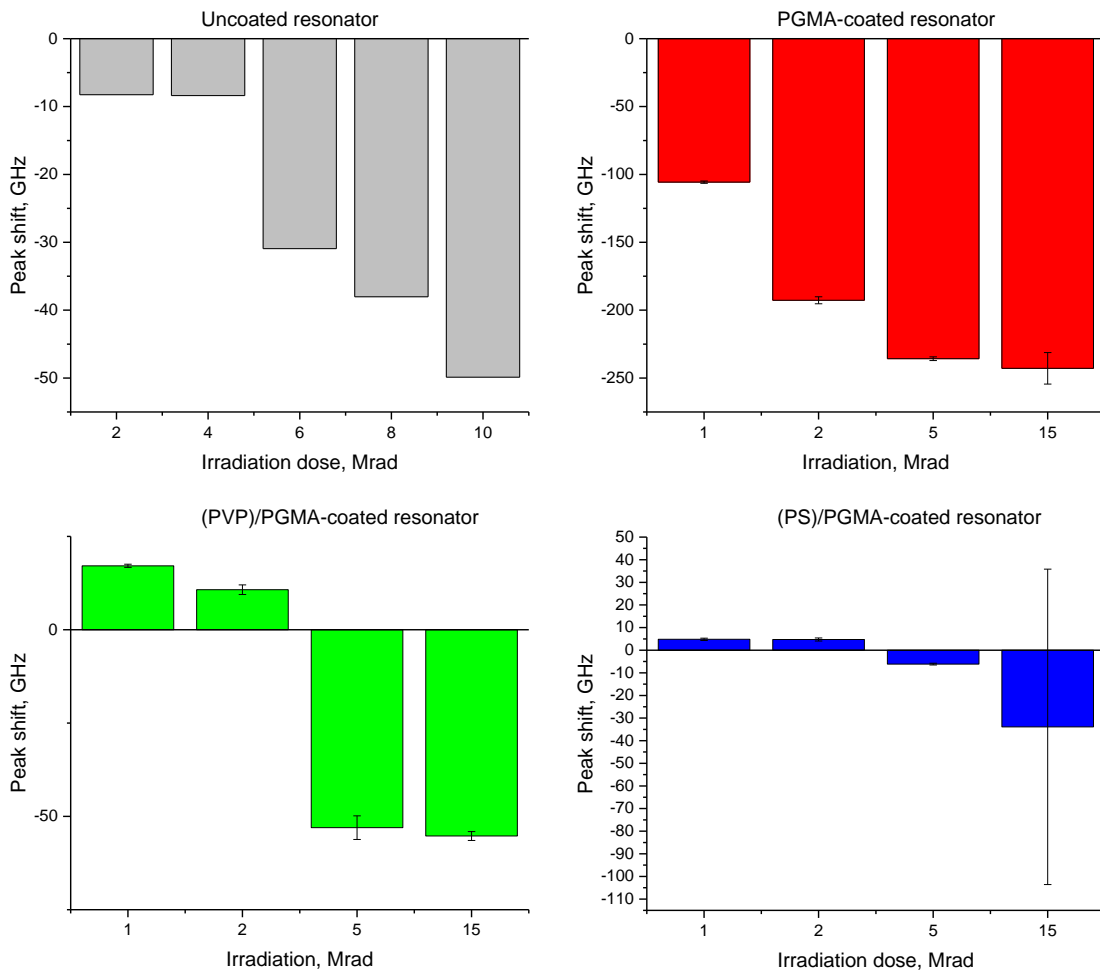 Uncoated resonator
0
-10
-20
-30
-40
-50
Peak shift, GHz
2 4 6 8 10
Irradiation dose, Mrad
PGMA-coated resonator
0
-50
-100
-150
-200
-250
Peak shift, GHz
1 2 5 15
Irradiation, Mrad
(PVP)/PGMA-coated resonator
0
-50
Peak shift, GHz
1 2 5 15
Irradiation, Mrad
(PS)/PGMA-coated resonator
50
40
30
20
10
0
-10
-20
-30
-40
-50
-60
-70
-80
-90
-100
-110
Peak shift, GHz
1 2 5 15
Irradiation dose, Mrad